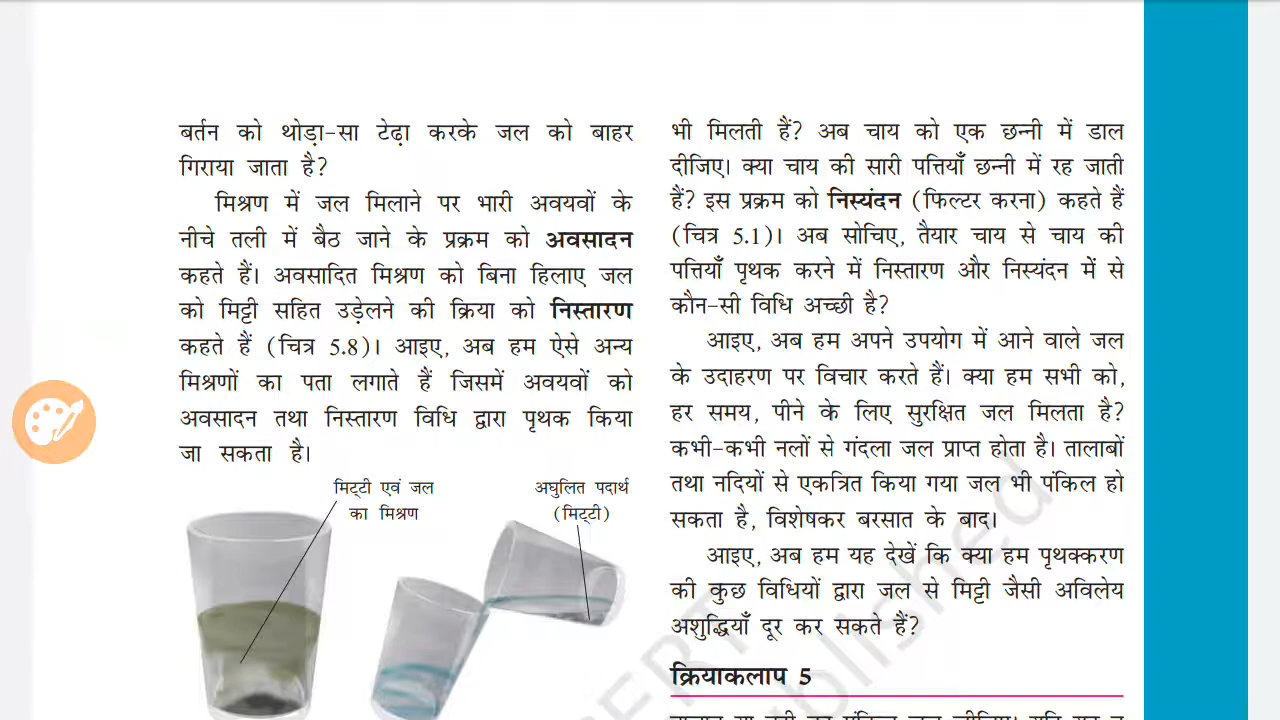 बर्तन को थोड़ा-सा टेढ़ा करके जल को बाहर
गिराया जाता है?
मिश्रण में जल मिलाने पर भारी अवयवों के
नीचे तली में बैठ जाने के प्रक्रम को अवसादन
कहते हैं। अवसादित मिश्रण को बिना हिलाए जल
को मिट्टी सहित उड़ेलने की क्रिया को निस्तारण
कहते हैं (चित्र 5.8)। आइए, अब हम ऐसे अन्य
मिश्रणों का पता लगाते हैं जिसमें अवयवों को
अवसादन तथा निस्तारण विधि द्वारा पृथक किया
जा सकता है।
मिट्टी एवं जल
का मिश्रण
अघुलित पदार्थ
(मिट्टी)
भी मिलती हैं? अब चाय को एक छन्नी में डाल
दीजिए। क्या चाय की सारी पत्तियाँ छन्नी में रह जाती
हैं? इस प्रक्रम को निस्यंदन (फिल्टर करना) कहते हैं
(चित्र 5.1)। अब सोचिए, तैयार चाय से चाय की
पत्तियाँ पृथक करने में निस्तारण और निस्यंदन में से
कौन-सी विधि अच्छी है?
आइए, अब हम अपने उपयोग में आने वाले जल
के उदाहरण पर विचार करते हैं। क्या हम सभी को,
हर समय, पीने के लिए सुरक्षित जल मिलता है?
कभी-कभी नलों से गंदला जल प्राप्त होता है। तालाबों
तथा नदियों से एकत्रित किया गया जल भी पंकिल हो
सकता है, विशेषकर बरसात के बाद।
आइए, अब हम यह देखें कि क्या हम पृथक्करण
की कुछ विधियों द्वारा जल से मिट्टी जैसी अविलेय
अशुद्धियाँ दूर कर सकते हैं?
क्रियाकलाप 5